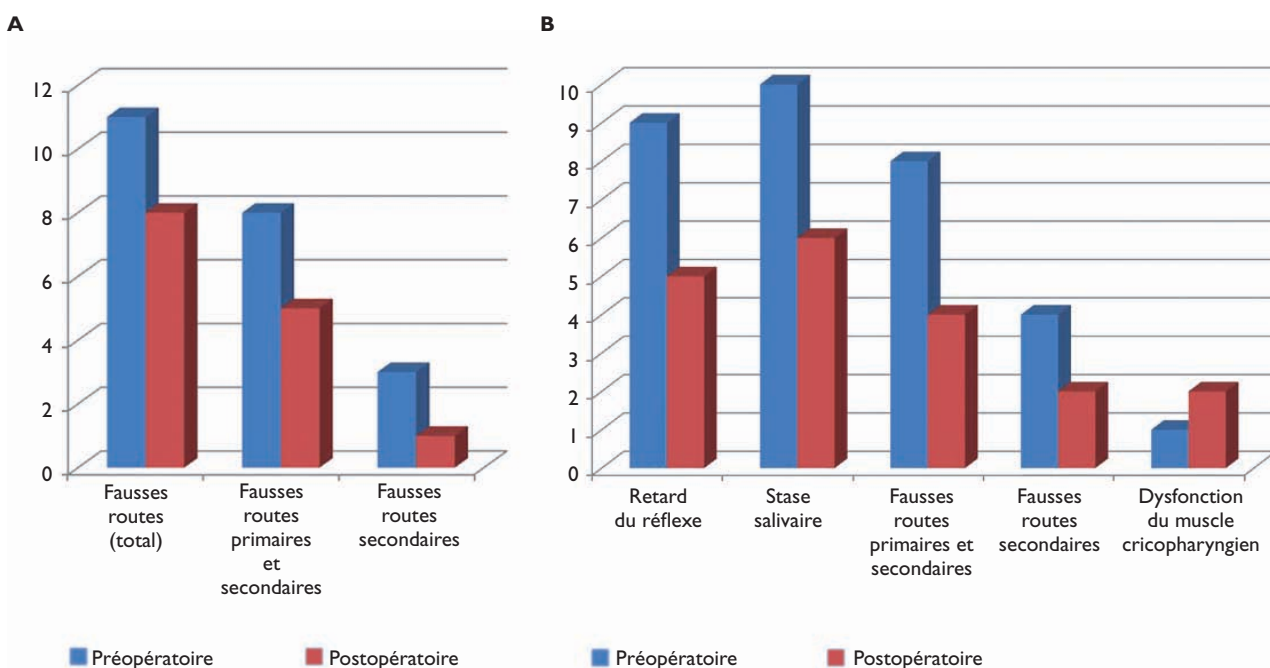 A
12
10
8
6
4
2
0
Fausses
routes
(total)
Fausses
routes
primaires
et
secondaires
Fausses
routes
secondaires
Préopératoire
Postopératoire
B
10
9
8
7
6
5
4
3
2
1
0
Retard
du réflexe
Stase
salivaire
Fausses
routes
primaires et
secondaires
Fausses
routes
secondaires
Dysfonction
du muscle
cricopharyngien
Préopératoire
Postopératoire